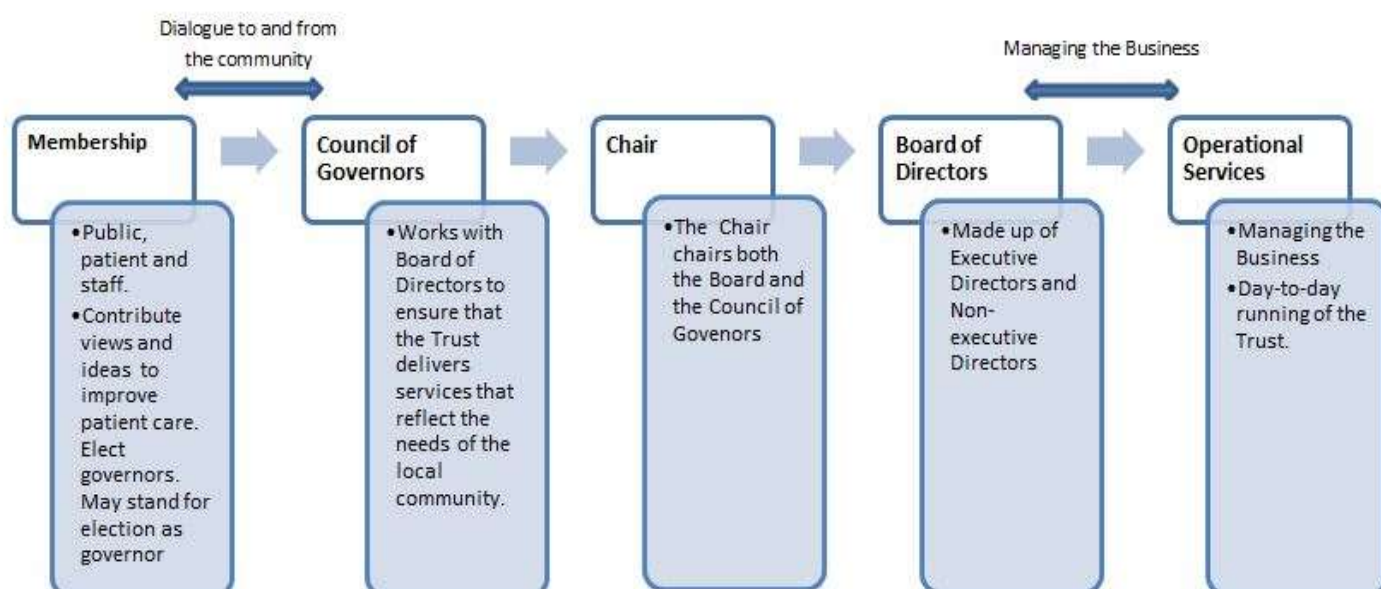 Dialogue to and from
the community
Managing the Business
Membership
Council of
Governors
Chair
Board of
Directors
Operational
Services
•Public,
patient and
staff.
•Contribute
views and
ideas to
improve
patient care.
Elect
governors.
May stand for
election as
governor
•Works with
Board of
Directors to
ensure that
the Trust
delivers
services that
reflect the
needs of the
local
community.
•The Chair
chairs both
the Board and
the Council of
Govenors
•Made up of
Executive
Directors and
Non-
executive
Directors
•Managing the
Business
•Day-to-day
running of the
Trust.